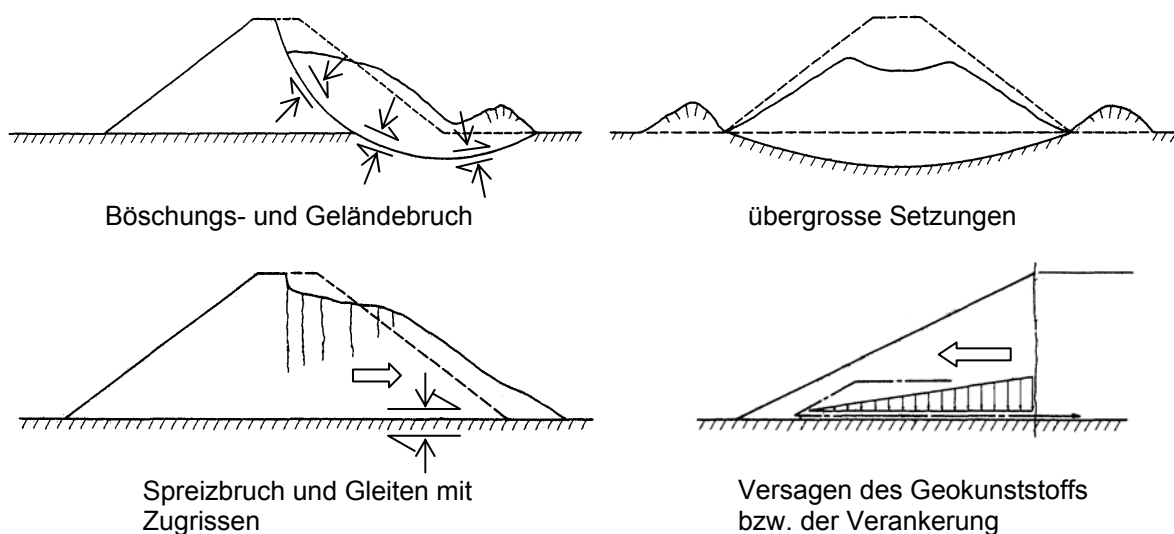 Böschungs- und Geländebruch
übergrosse Setzungen
Spreizbruch und Gleiten mit
Zugrissen
Versagen des Geokunststoffs
bzw. der Verankerung